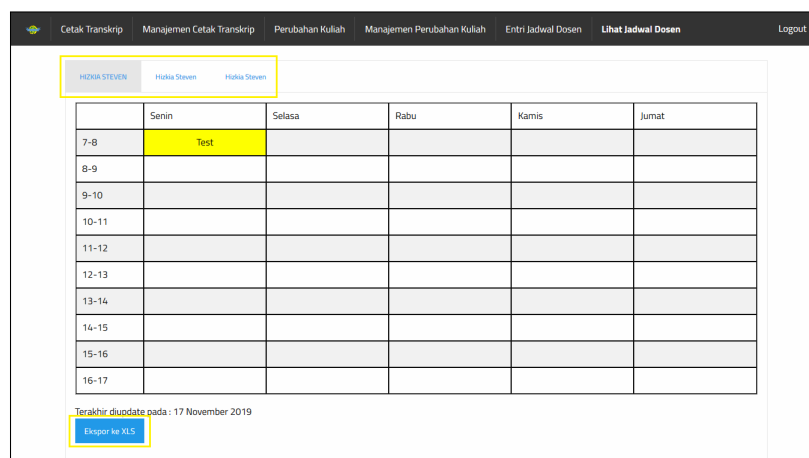 Cetak Transkrip Manajemen Cetak Transkrip Perubahan Kuliah Manajemen Perubahan Kuliah Entri Jadwal Dosen Lihat Jadwal Dosen Logout
HIZKIA STEVEN Hizkia Steven Hizkia Steven
Senin Selasa Rabu Kamis Jumat
7-8 Test
8-9
9-10
10-11
11-12
12-13
13-14
14-15
15-16
16-17
Terakhir diupdate pada : 17 November 2019
Ekspor ke XLS